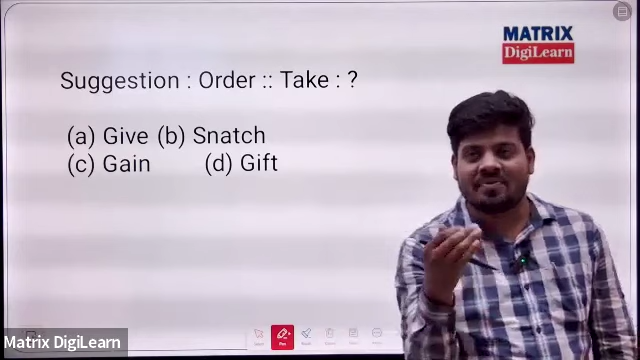 MATRIX
DigiLearn
Suggestion : Order :: Take : ?
(a) Give (b) Snatch
(c) Gain (d) Gift
Matrix DigiLearn